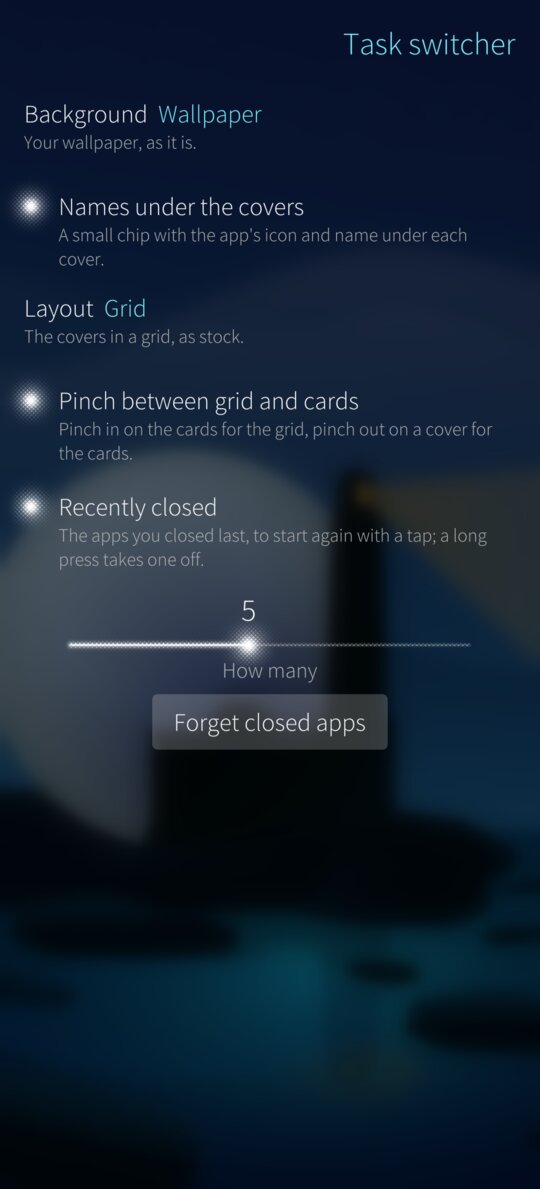 Task switcher
Background Wallpaper
Your wallpaper, as it is.
Names under the covers
A small chip with the app's icon and name under each
cover.
Layout Grid
The covers in a grid, as stock.
Pinch between grid and cards
Pinch in on the cards for the grid, pinch out on a cover for
the cards.
Recently closed
The apps you closed last, to start again with a tap; a long
press takes one off.
5
How many
Forget closed apps